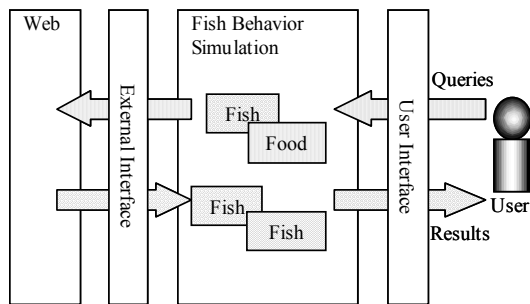 Web
External Interface
Fish Behavior
Simulation
Fish
Food
Fish
Fish
User Interface
Queries
User
Results